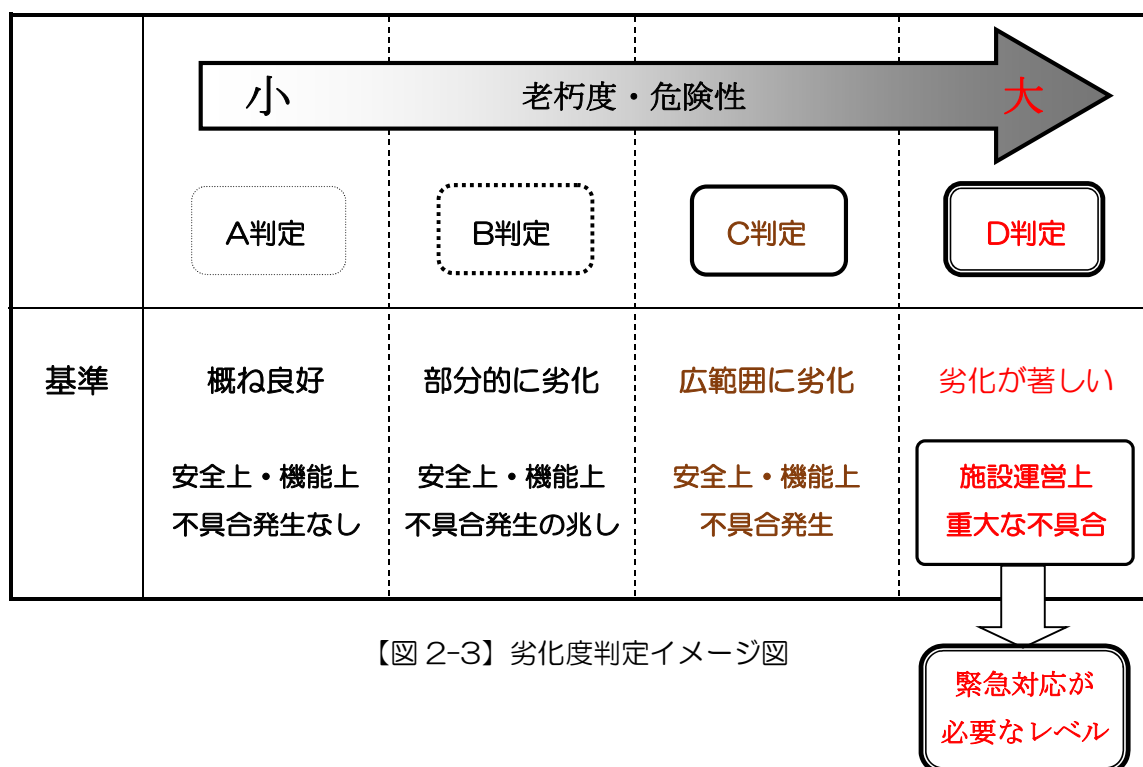 小 老朽度・危険性 大
A判定 B判定 C判定 D判定
基準 概ね良好 部分的に劣化 広範囲に劣化 劣化が著しい
安全上・機能上
不具合発生なし
安全上・機能上
不具合発生の兆し
安全上・機能上
不具合発生
施設運営上
重大な不具合
【図 2-3】劣化度判定イメージ図
緊急対応が
必要なレベル